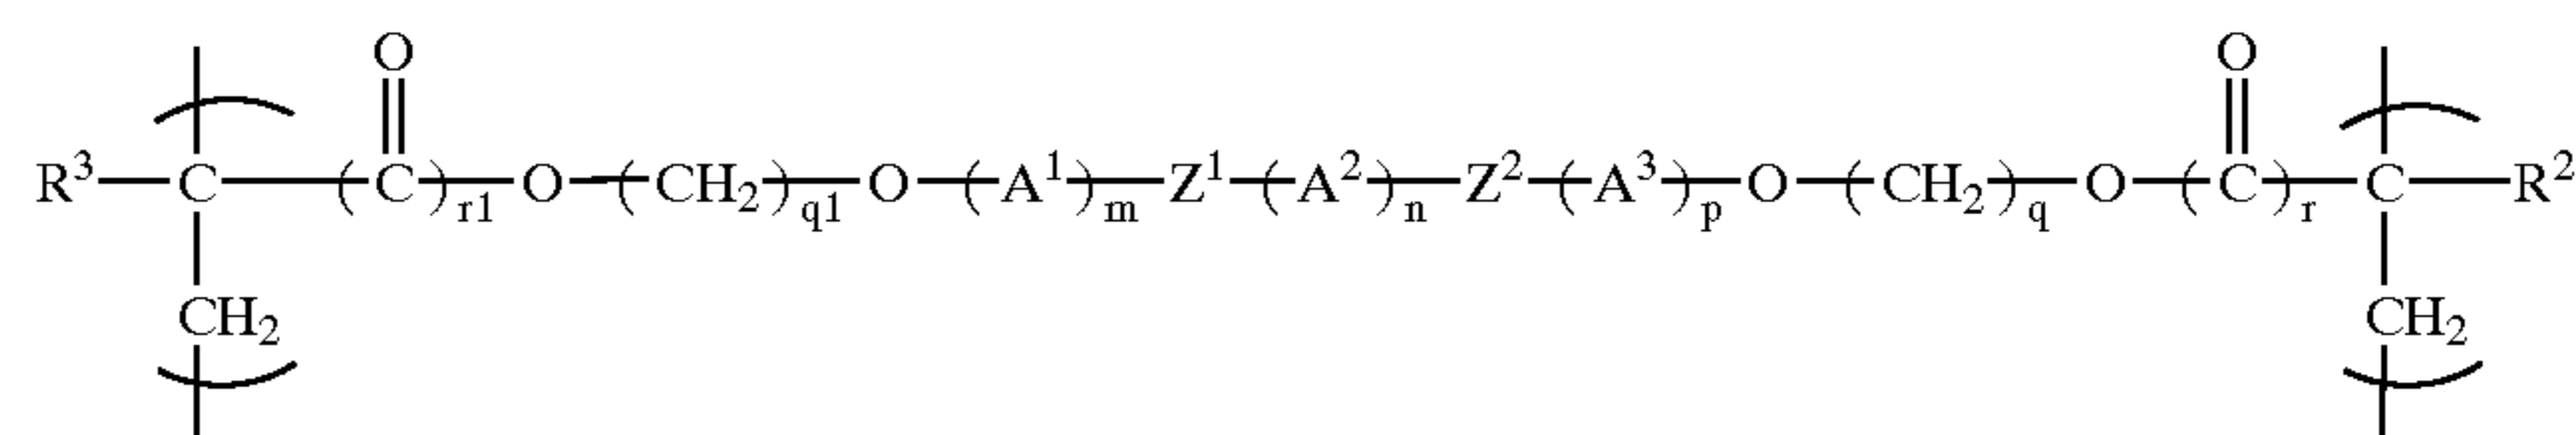 O O
R³—C—(C)r1—O—(CH₂)q1—O—(A¹)m—Z¹—(A²)n—Z²—(A³)p—O—(CH₂)q—O—(C)r—C—R²
CH₂ CH₂